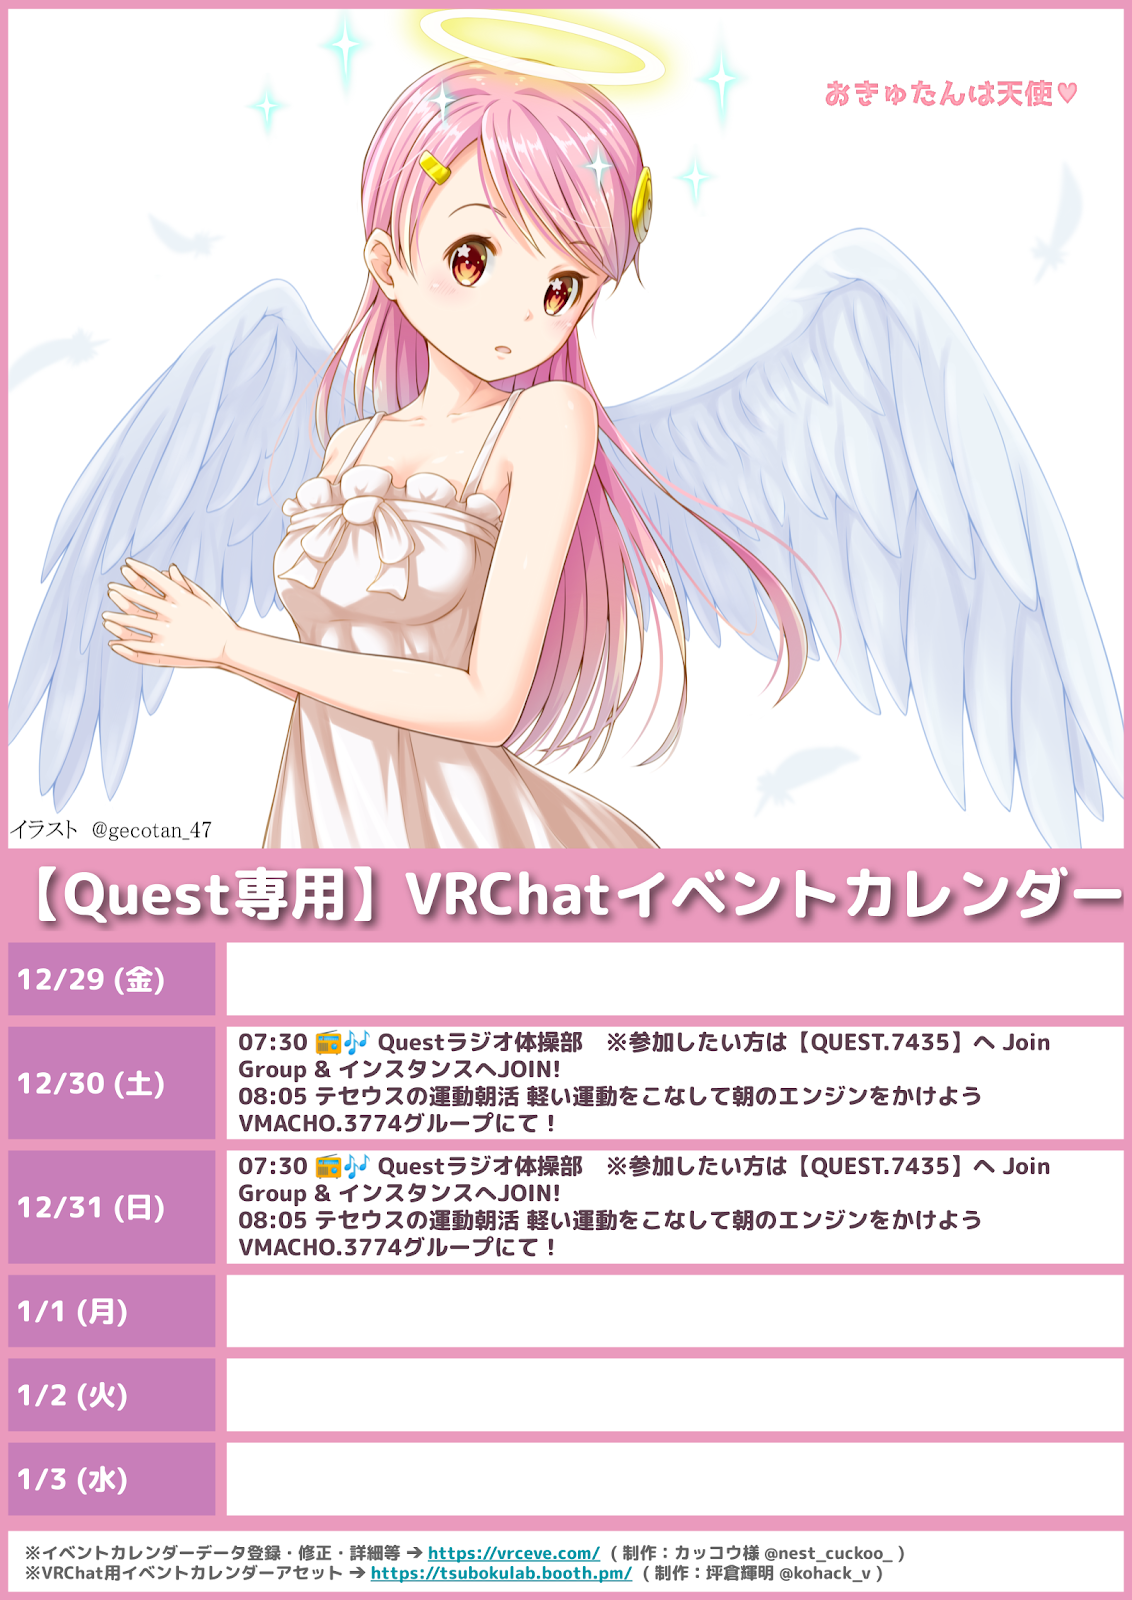 おきゅたんは天使♡
イラスト @gecotan_47
【Quest専用】VRChatイベントカレンダー
12/29 (金)
12/30 (土)
07:30 📻🎶 Questラジオ体操部　※参加したい方は【QUEST.7435】へ Join
Group & インスタンスへJOIN!
08:05 テセウスの運動朝活 軽い運動をこなして朝のエンジンをかけよう
VMACHO.3774グループにて！
12/31 (日)
07:30 📻🎶 Questラジオ体操部　※参加したい方は【QUEST.7435】へ Join
Group & インスタンスへJOIN!
08:05 テセウスの運動朝活 軽い運動をこなして朝のエンジンをかけよう
VMACHO.3774グループにて！
1/1 (月)
1/2 (火)
1/3 (水)
※イベントカレンダーデータ登録・修正・詳細等 ➔ https://vrceve.com/ ( 制作：カッコウ様 @nest_cuckoo_ )
※VRChat用イベントカレンダーアセット ➔ https://tsubokulab.booth.pm/ ( 制作：坪倉輝明 @kohack_v )